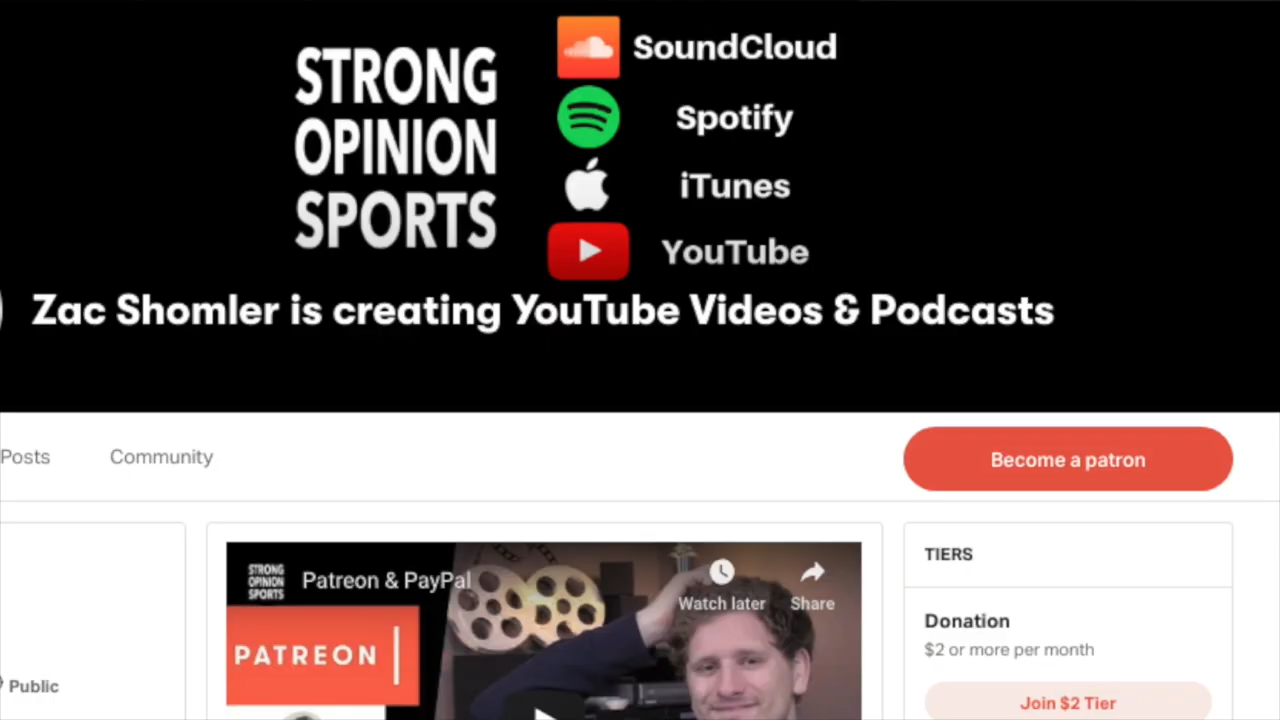 STRONG
OPINION
SPORTS
SoundCloud
Spotify
iTunes
YouTube
Zac Shomler is creating YouTube Videos & Podcasts
Posts
Community
Become a patron
Public
STRONG
OPINION
SPORTS
Patreon & PayPal
Watch later
Share
PATREON
TIERS
Donation
$2 or more per month
Join $2 Tier